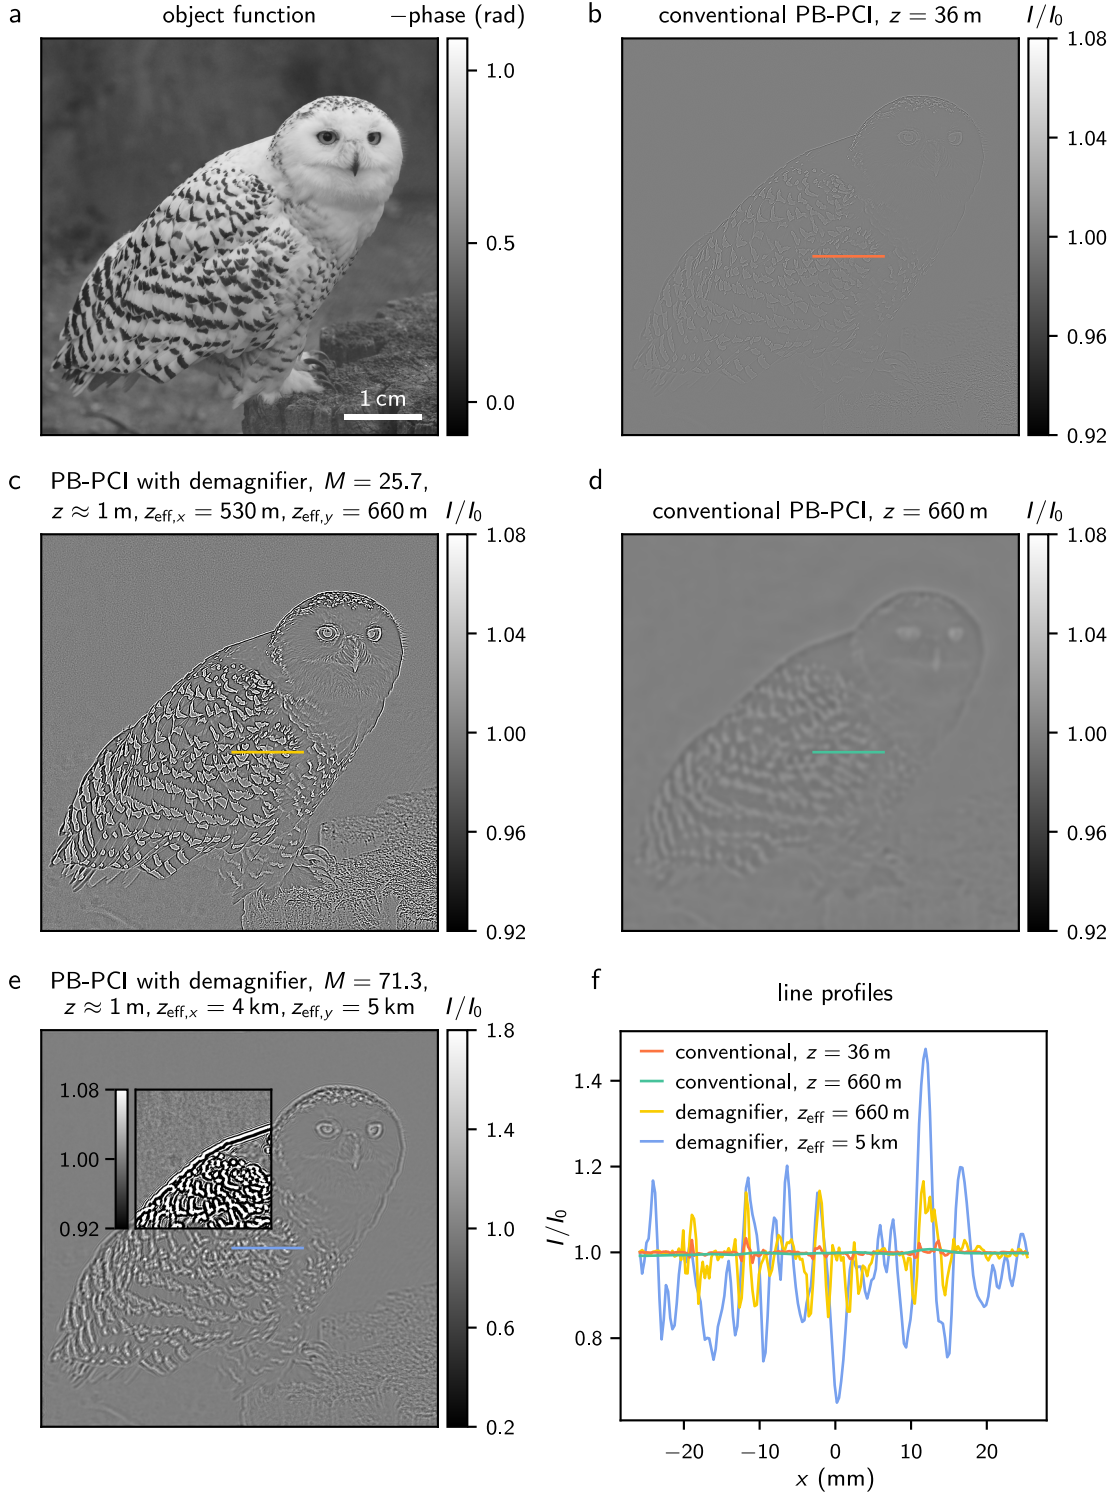 a
object function
−phase (rad)
1.0
0.5
0.0
1 cm
b
conventional PB-PCI, z = 36 m
I/I₀
1.08
1.04
1.00
0.96
0.92
c
PB-PCI with demagnifier, M = 25.7,
z ≈ 1 m, z_eff,x = 530 m, z_eff,y = 660 m
I/I₀
1.08
1.04
1.00
0.96
0.92
d
conventional PB-PCI, z = 660 m
I/I₀
1.08
1.04
1.00
0.96
0.92
e
PB-PCI with demagnifier, M = 71.3,
z ≈ 1 m, z_eff,x = 4 km, z_eff,y = 5 km
I/I₀
1.8
1.4
1.0
0.6
0.2
1.08
1.00
0.92
f
line profiles
conventional, z = 36 m
conventional, z = 660 m
demagnifier, z_eff = 660 m
demagnifier, z_eff = 5 km
I/I₀
1.4
1.2
1.0
0.8
−20
−10
0
10
20
x (mm)